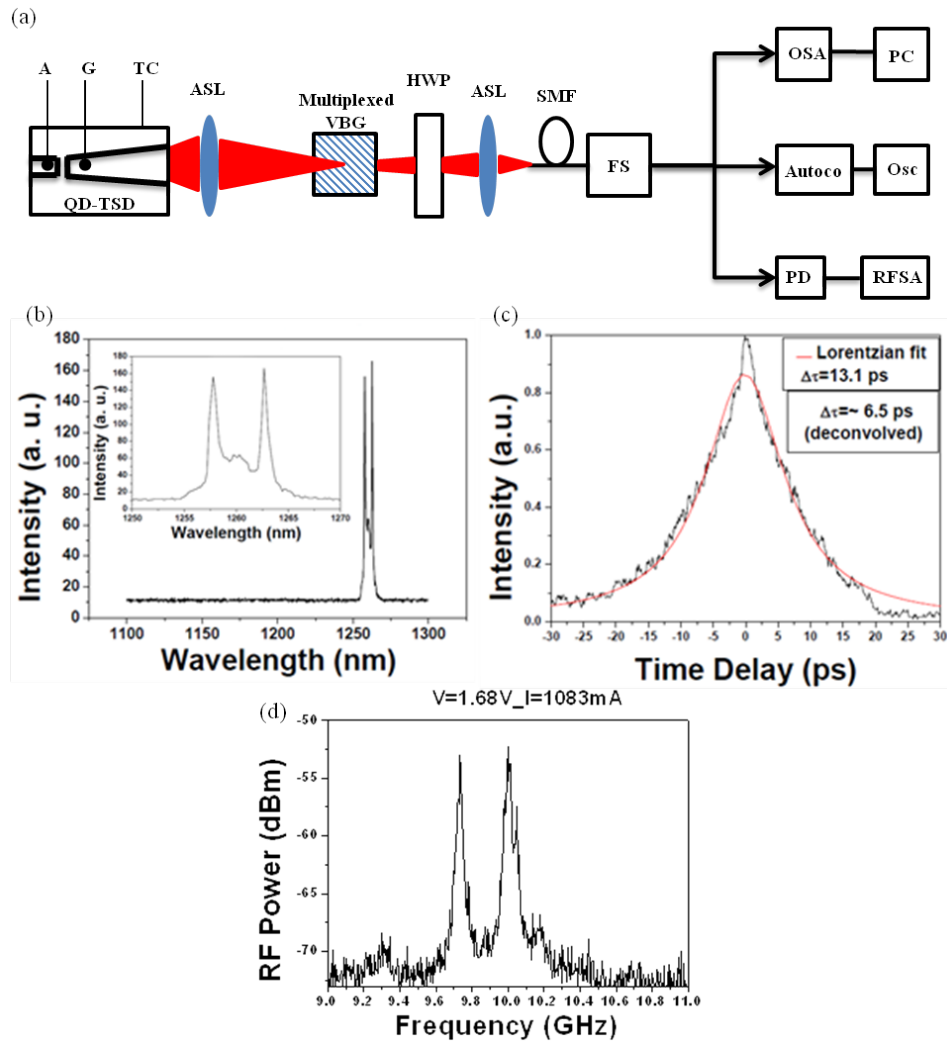 (a)
A G TC ASL Multiplexed VBG HWP ASL SMF OSA PC
QD-TSD FS Autoco Osc
PD RFSA
(b)
Intensity (a. u.)
180
160
140
120
100
80
60
40
20
0
1100 1150 1200 1250 1300
Wavelength (nm)
Intensity (a. u.)
180
160
140
120
100
80
60
40
20
0
1250 1255 1260 1265 1270
Wavelength (nm)
(c)
Intensity (a.u.)
1.0
0.8
0.6
0.4
0.2
0.0
-30 -25 -20 -15 -10 -5 0 5 10 15 20 25 30
Time Delay (ps)
Lorentzian fit
Δτ=13.1 ps
Δτ=~ 6.5 ps
(deconvolved)
(d)
V=1.68V_I=1083mA
RF Power (dBm)
-50
-55
-60
-65
-70
9.0 9.2 9.4 9.6 9.8 10.0 10.2 10.4 10.6 10.8 11.0
Frequency (GHz)